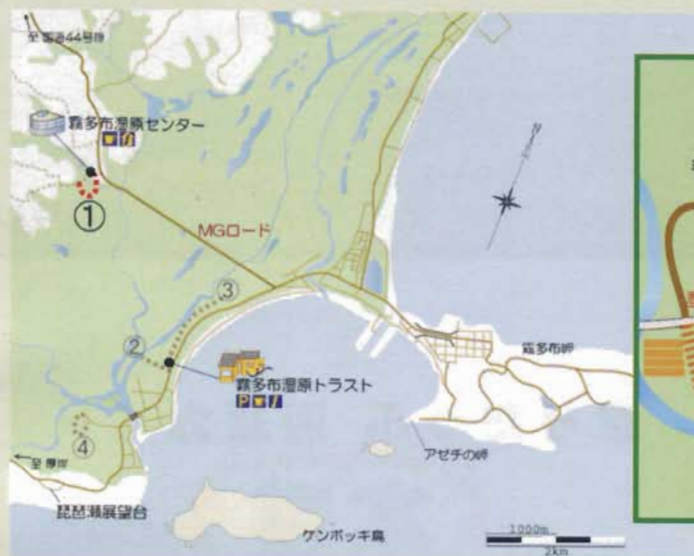 至 国道44号線
霧多布湿原センター
①
MGロード
N
③
②
霧多布湿原トラスト
P
霧多布岬
④
アゼチの岬
至 厚岸
琵琶瀬展望台
ケンボッキ島
1000m
2km